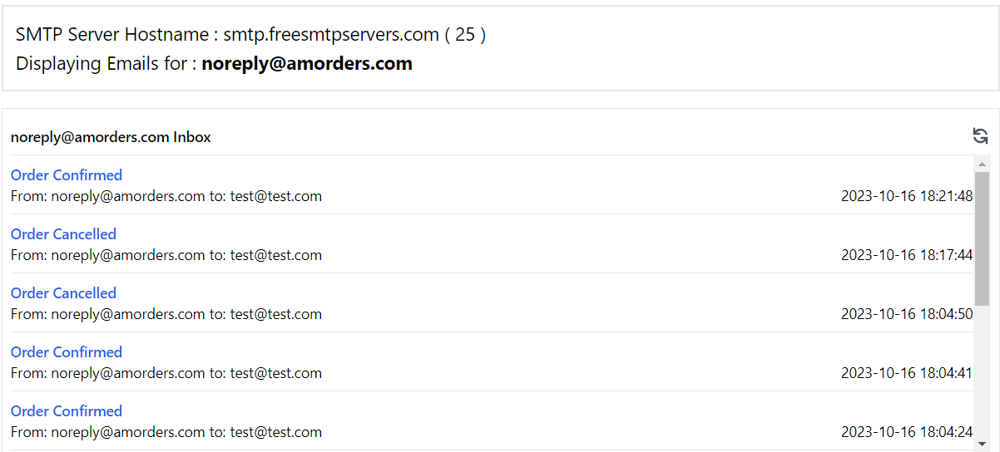 SMTP Server Hostname : smtp.freesmtpservers.com ( 25 )
Displaying Emails for : noreply@amorders.com
noreply@amorders.com Inbox
Order Confirmed
From: noreply@amorders.com to: test@test.com 2023-10-16 18:21:48
Order Cancelled
From: noreply@amorders.com to: test@test.com 2023-10-16 18:17:44
Order Cancelled
From: noreply@amorders.com to: test@test.com 2023-10-16 18:04:50
Order Confirmed
From: noreply@amorders.com to: test@test.com 2023-10-16 18:04:41
Order Confirmed
From: noreply@amorders.com to: test@test.com 2023-10-16 18:04:24